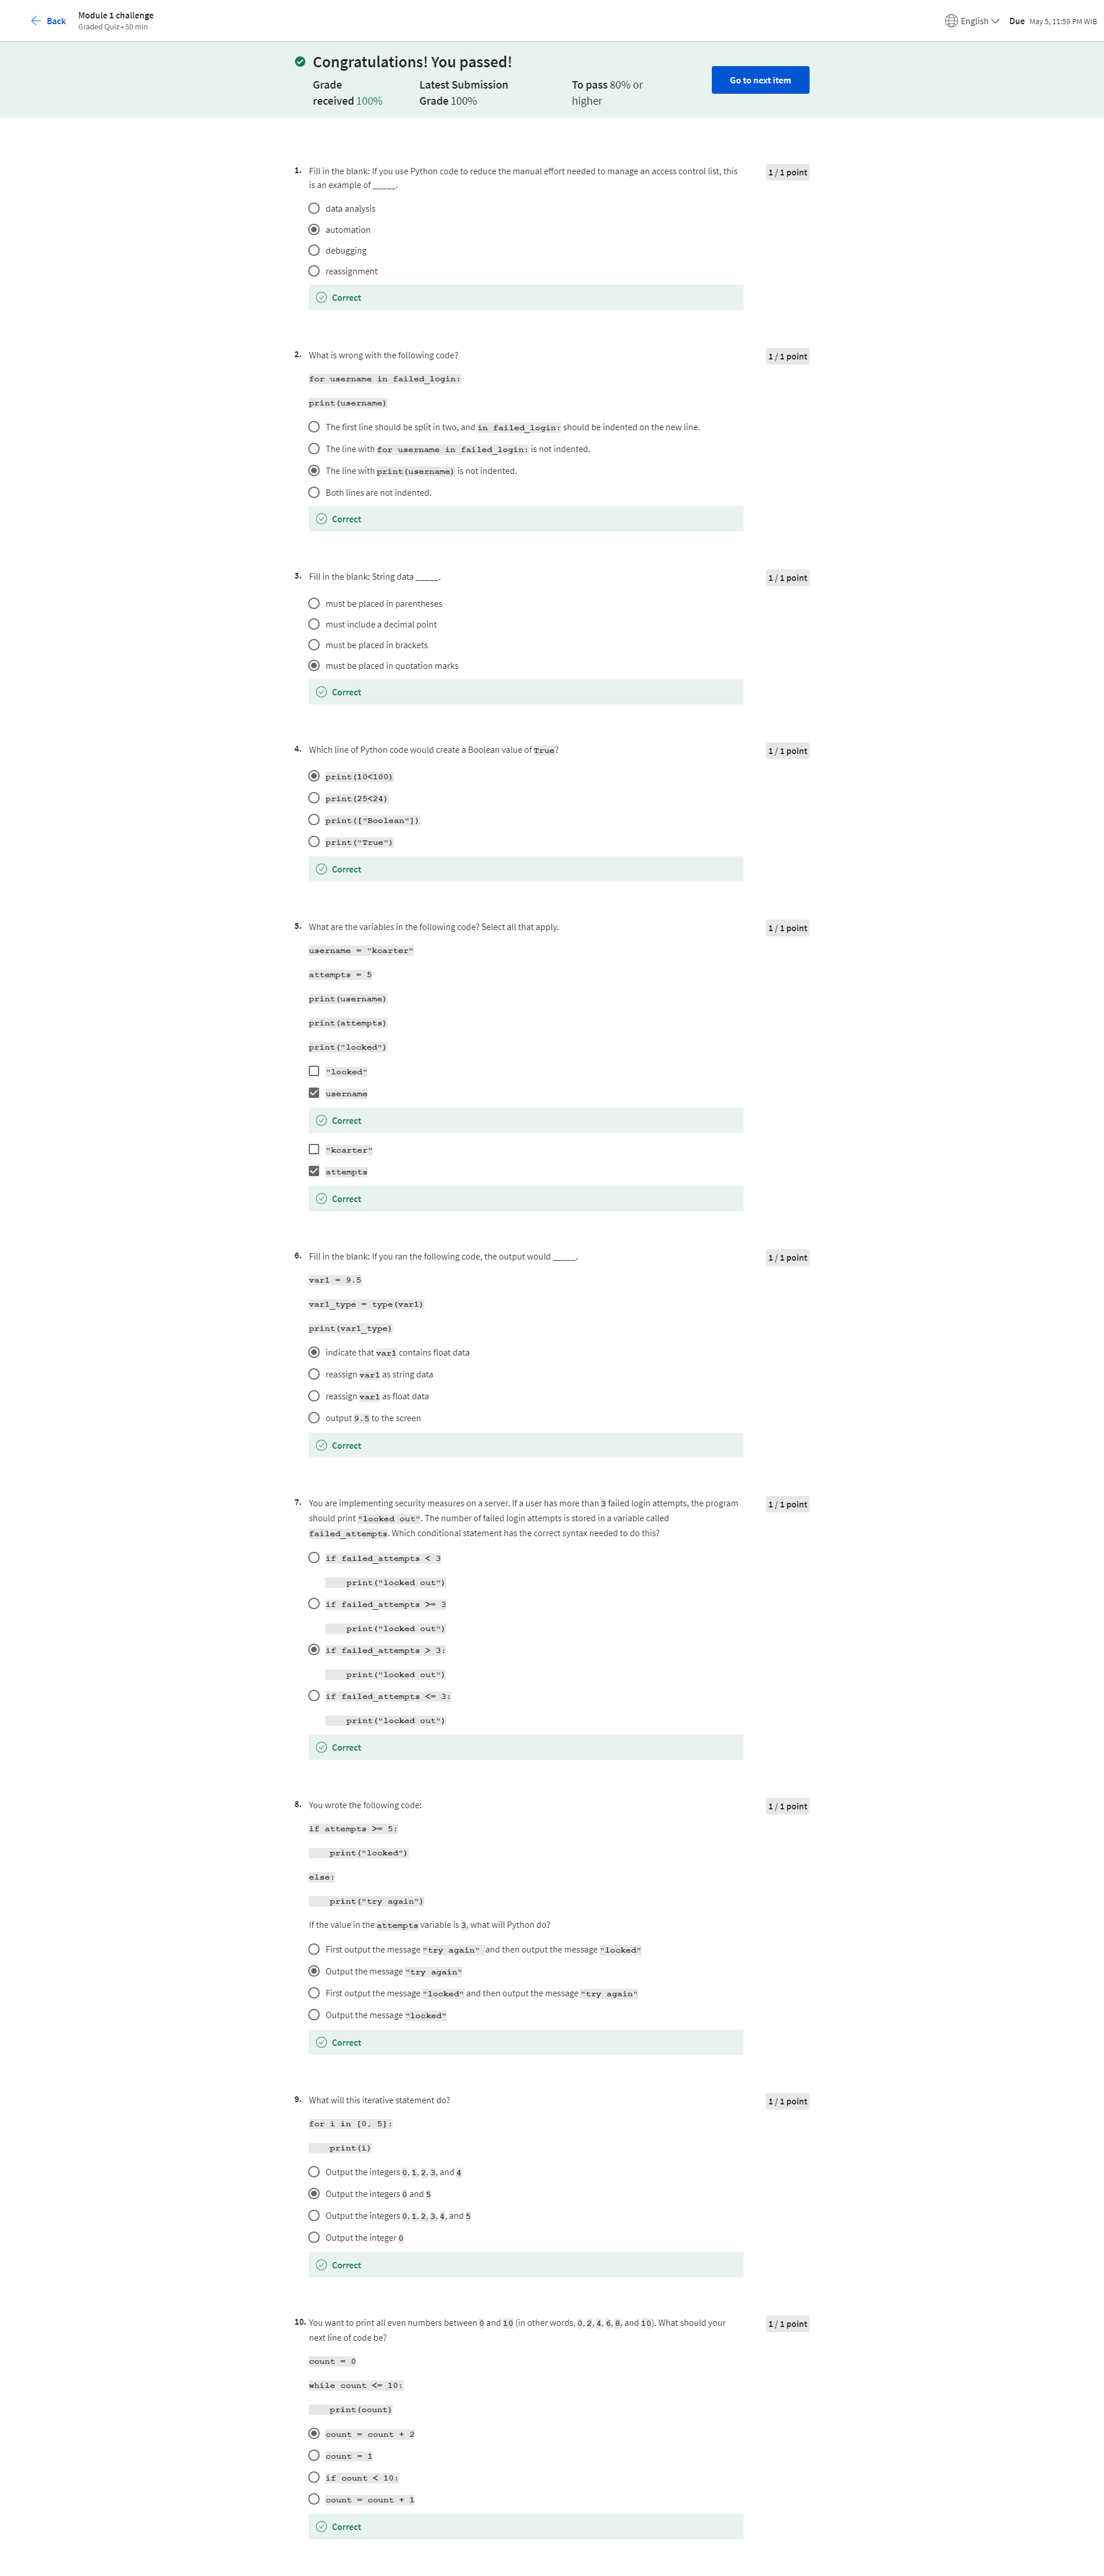 Back
Module 1 challenge
Graded Quiz • 50 min
English
Due May 5, 11:59 PM WIB
Congratulations! You passed!
Grade received 100%
Latest Submission Grade 100%
To pass 80% or higher
Go to next item
1. Fill in the blank: If you use Python code to reduce the manual effort needed to manage an access control list, this
is an example of _____.
1 / 1 point
data analysis
automation
debugging
reassignment
Correct
2. What is wrong with the following code?
1 / 1 point
for username in failed_login:
print(username)
The first line should be split in two, and in failed_login: should be indented on the new line.
The line with for username in failed_login: is not indented.
The line with print(username) is not indented.
Both lines are not indented.
Correct
3. Fill in the blank: String data _____.
1 / 1 point
must be placed in parentheses
must include a decimal point
must be placed in brackets
must be placed in quotation marks
Correct
4. Which line of Python code would create a Boolean value of True?
1 / 1 point
print(10<100)
print(25<24)
print(["Boolean"])
print("True")
Correct
5. What are the variables in the following code? Select all that apply.
1 / 1 point
username = "kcarter"
attempts = 5
print(username)
print(attempts)
print("locked")
"locked"
username
Correct
"kcarter"
attempts
Correct
6. Fill in the blank: If you ran the following code, the output would _____.
1 / 1 point
var1 = 9.5
var1_type = type(var1)
print(var1_type)
indicate that var1 contains float data
reassign var1 as string data
reassign var1 as float data
output 9.5 to the screen
Correct
7. You are implementing security measures on a server. If a user has more than 3 failed login attempts, the program
should print "locked out". The number of failed login attempts is stored in a variable called
failed_attempts. Which conditional statement has the correct syntax needed to do this?
1 / 1 point
if failed_attempts < 3
print("locked out")
if failed_attempts >= 3
print("locked out")
if failed_attempts > 3:
print("locked out")
if failed_attempts <= 3:
print("locked out")
Correct
8. You wrote the following code:
1 / 1 point
if attempts >= 5:
print("locked")
else:
print("try again")
If the value in the attempts variable is 3, what will Python do?
First output the message "try again" and then output the message "locked"
Output the message "try again"
First output the message "locked" and then output the message "try again"
Output the message "locked"
Correct
9. What will this iterative statement do?
1 / 1 point
for i in [0, 5]:
print(i)
Output the integers 0, 1, 2, 3, and 4
Output the integers 0 and 5
Output the integers 0, 1, 2, 3, 4, and 5
Output the integer 0
Correct
10. You want to print all even numbers between 0 and 10 (in other words, 0, 2, 4, 6, 8, and 10). What should your
next line of code be?
1 / 1 point
count = 0
while count <= 10:
print(count)
count = count + 2
count = 1
if count < 10:
count = count + 1
Correct